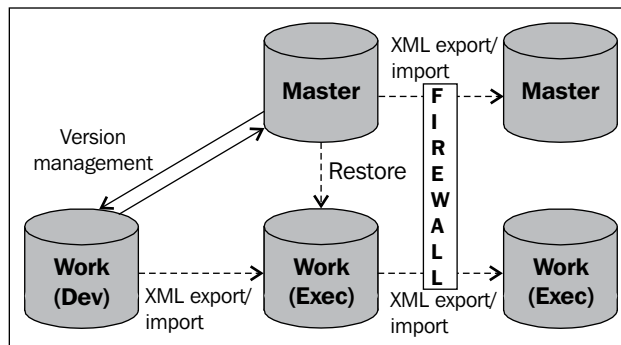 XML export/
import
Master
Master
F
I
R
E
W
A
L
L
Version
management
Restore
Work
(Dev)
Work
(Exec)
Work
(Exec)
XML export/
import
XML export/
import